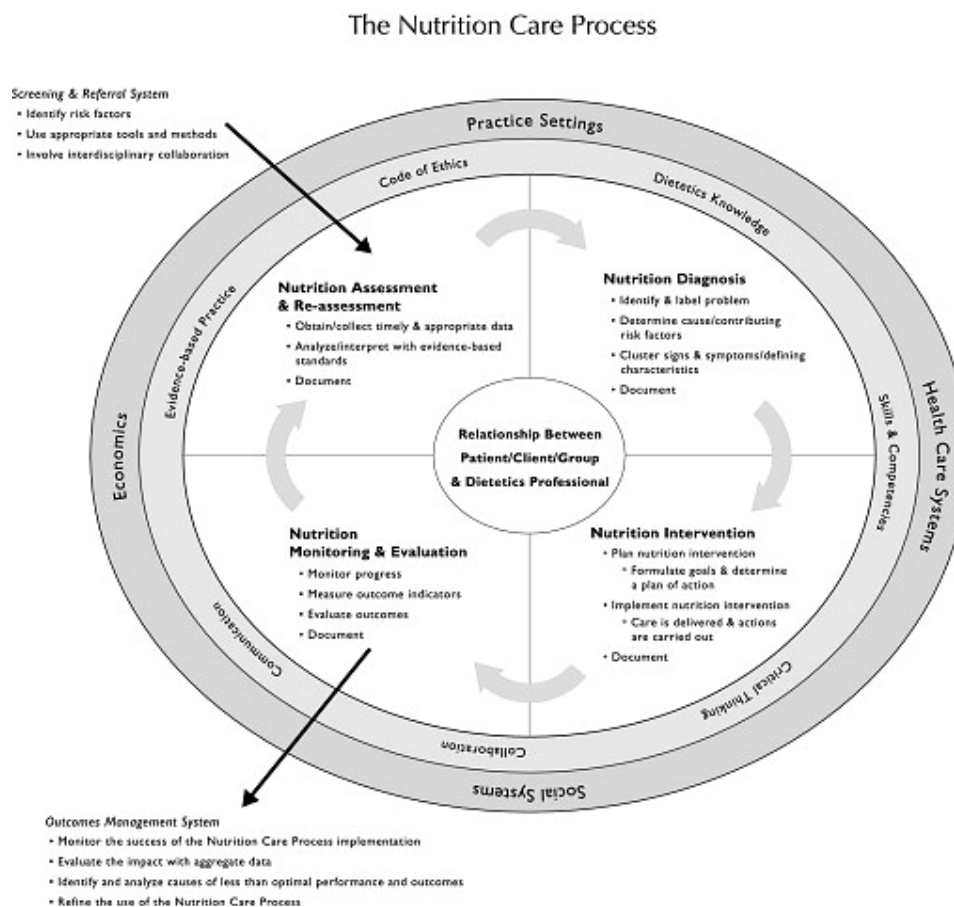 The Nutrition Care Process
Screening & Referral System
• Identify risk factors
• Use appropriate tools and methods
• Involve interdisciplinary collaboration
Practice Settings
Code of Ethics
Dietetics Knowledge
Evidence-based Practice
Economics
Health Care Systems
Skills & Competencies
Nutrition Assessment
& Re-assessment
• Obtain/collect timely & appropriate data
• Analyze/interpret with evidence-based
standards
• Document
Nutrition Diagnosis
• Identify & label problem
• Determine cause/contributing
risk factors
• Cluster signs & symptoms/defining
characteristics
• Document
Relationship Between
Patient/Client/Group
& Dietetics Professional
Nutrition
Monitoring & Evaluation
• Monitor progress
• Measure outcome indicators
• Evaluate outcomes
• Document
Nutrition Intervention
• Plan nutrition intervention
* Formulate goals & determine
a plan of action
• Implement nutrition intervention
* Care is delivered & actions
are carried out
• Document
Communication
Critical Thinking
Collaboration
Social Systems
Outcomes Management System
• Monitor the success of the Nutrition Care Process implementation
• Evaluate the impact with aggregate data
• Identify and analyze causes of less than optimal performance and outcomes
• Refine the use of the Nutrition Care Process